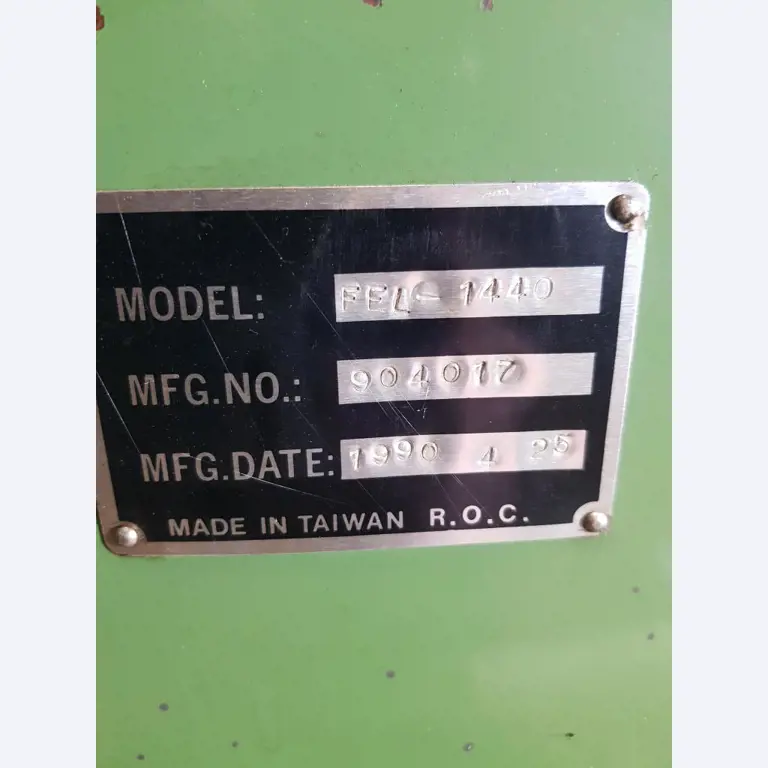 MODEL: FEL-1440
MFG.NO.: 904017
MFG.DATE: 1990 4 25
MADE IN TAIWAN R.O.C.